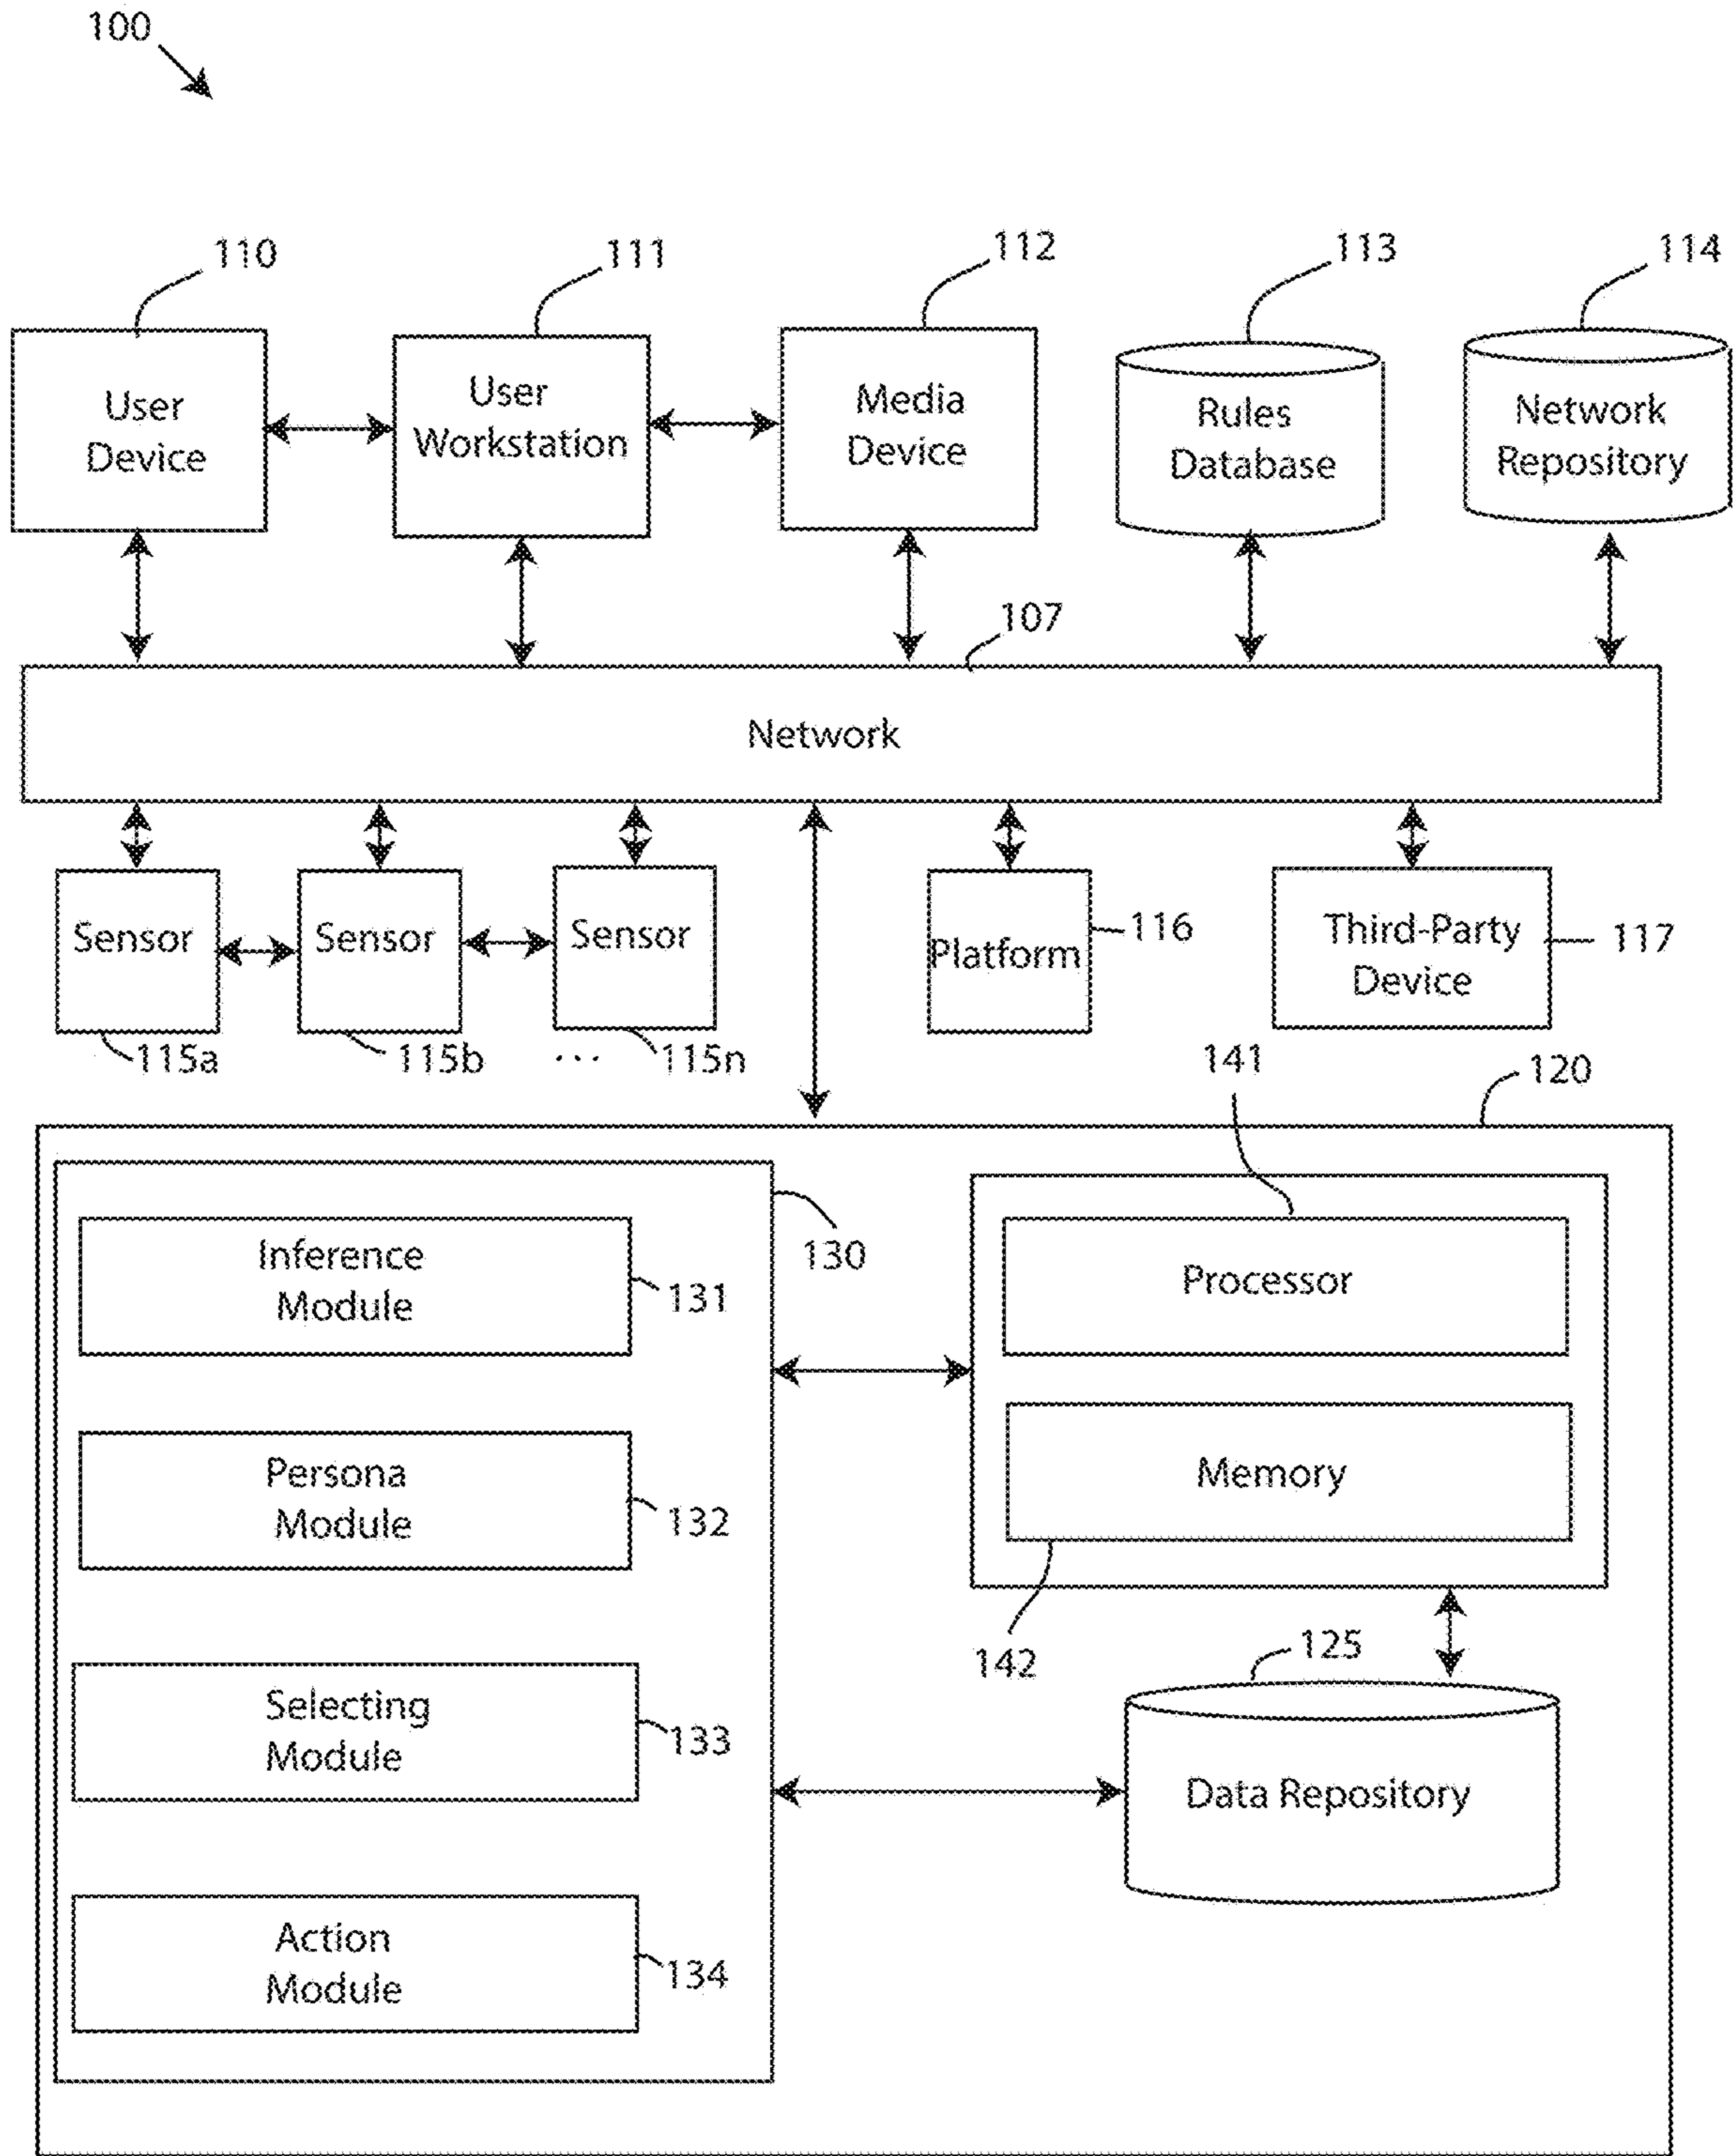 100
110
111
112
113
114
User
Device
User
Workstation
Media
Device
Rules
Database
Network
Repository
107
Network
Sensor
Sensor
Sensor
Platform
116
Third-Party
Device
117
115a
115b
...
115n
141
120
130
Inference
Module
131
Processor
Persona
Module
132
Memory
142
125
Selecting
Module
133
Data Repository
Action
Module
134